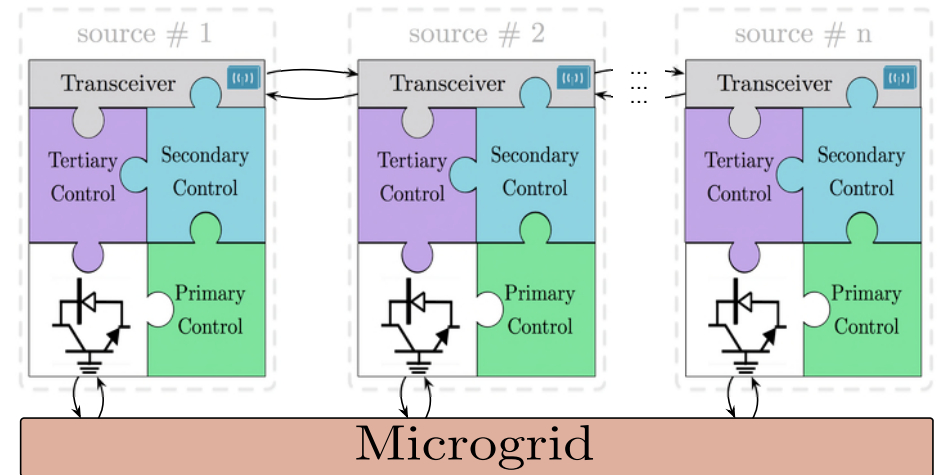 source # 1
source # 2
source # n
Transceiver
Transceiver
...
...
...
Transceiver
Tertiary
Control
Secondary
Control
Tertiary
Control
Secondary
Control
Tertiary
Control
Secondary
Control
Primary
Control
Primary
Control
Primary
Control
Microgrid